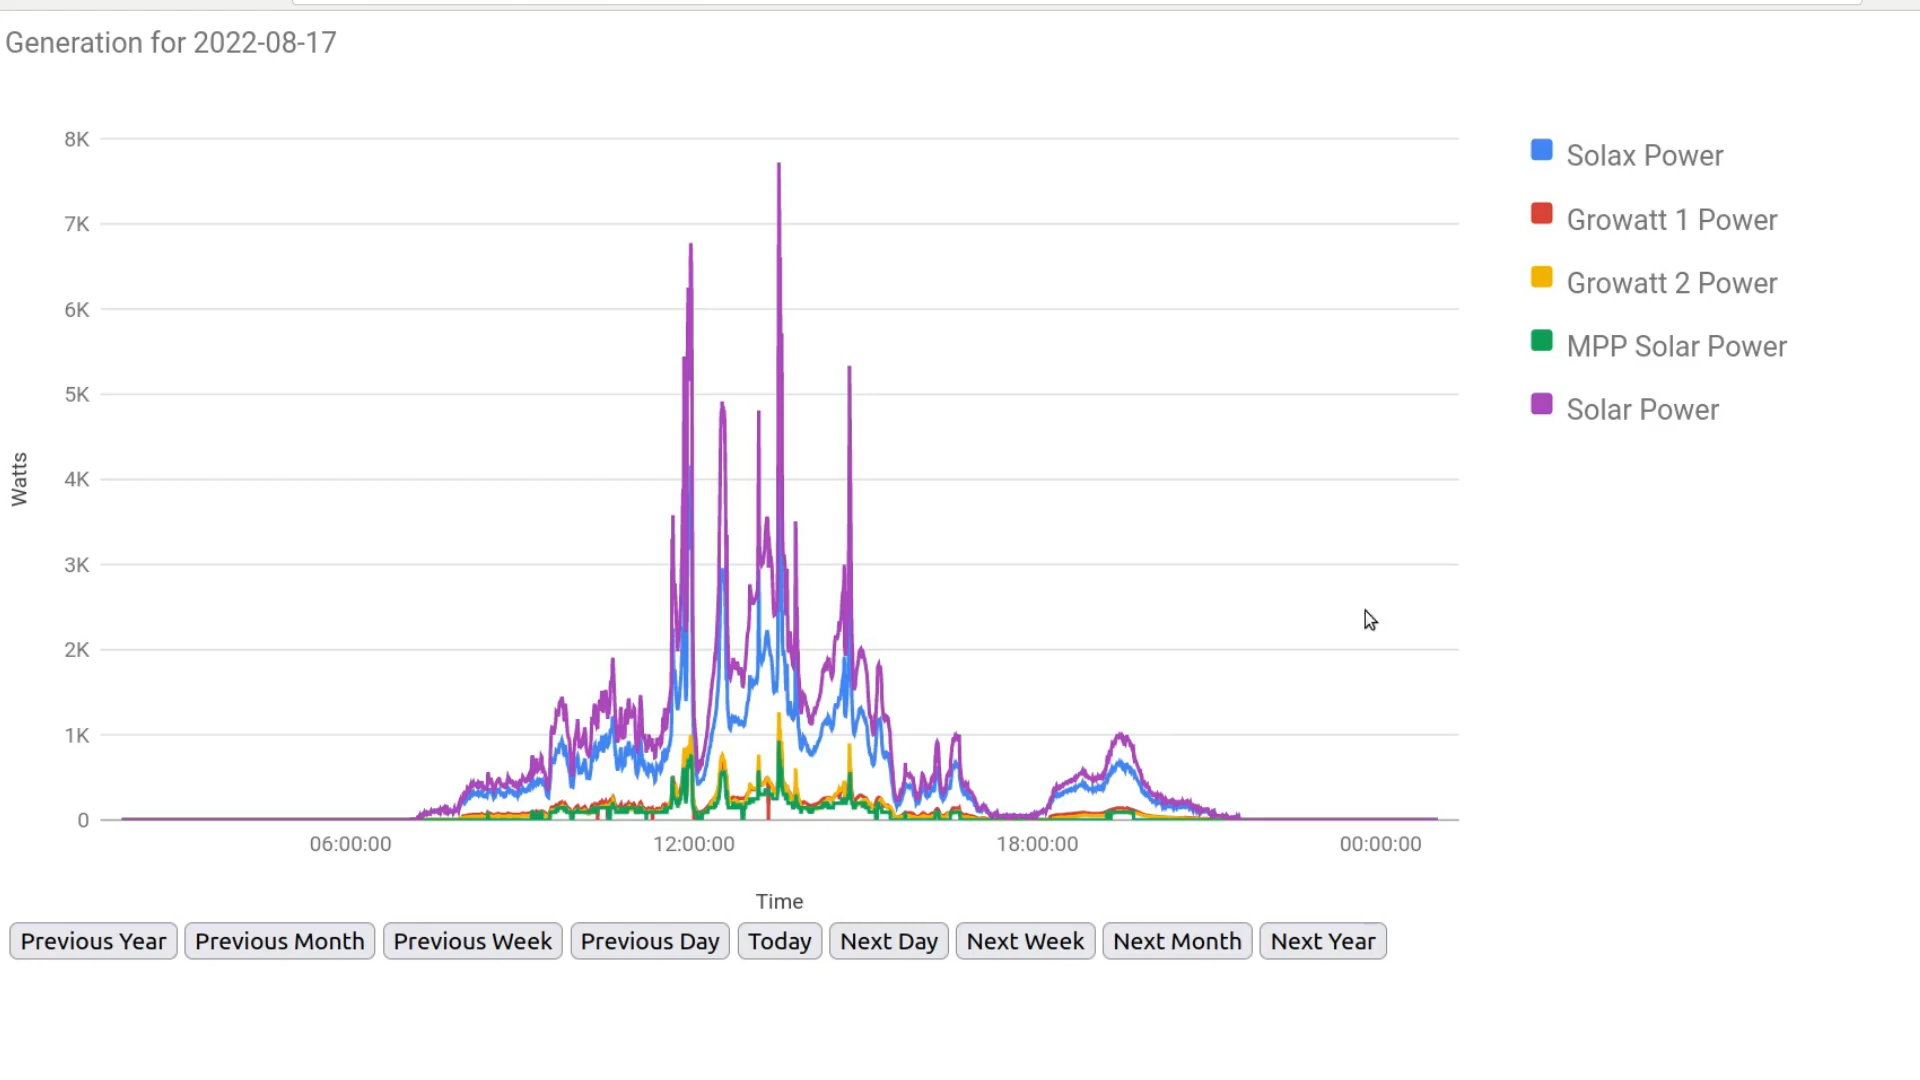 Generation for 2022-08-17
8K
7K
6K
5K
4K
3K
2K
1K
0
Watts
06:00:00 12:00:00 18:00:00 00:00:00
Time
Solax Power
Growatt 1 Power
Growatt 2 Power
MPP Solar Power
Solar Power
Previous Year Previous Month Previous Week Previous Day Today Next Day Next Week Next Month Next Year